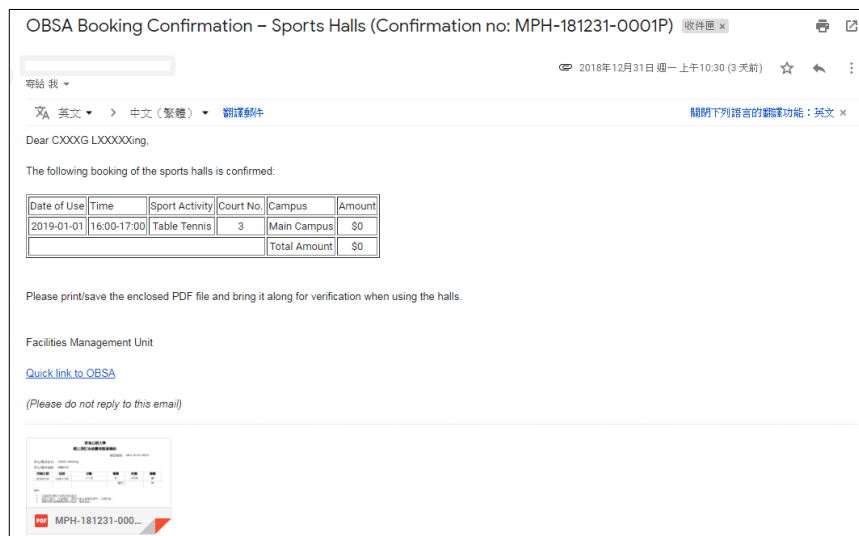 OBSA Booking Confirmation – Sports Halls (Confirmation no: MPH-181231-0001P) 收件匣 ×
2018年12月31日 週一 上午10:30 (3 天前)
寄給 我
英文 > 中文（繁體） 翻譯郵件 關閉下列語言的翻譯功能：英文 ×
Dear CXXXG LXXXXXing,
The following booking of the sports halls is confirmed:
Date of Use Time Sport Activity Court No. Campus Amount
2019-01-01 16:00-17:00 Table Tennis 3 Main Campus $0
Total Amount $0
Please print/save the enclosed PDF file and bring it along for verification when using the halls.
Facilities Management Unit
Quick link to OBSA
(Please do not reply to this email)
PDF MPH-181231-000...